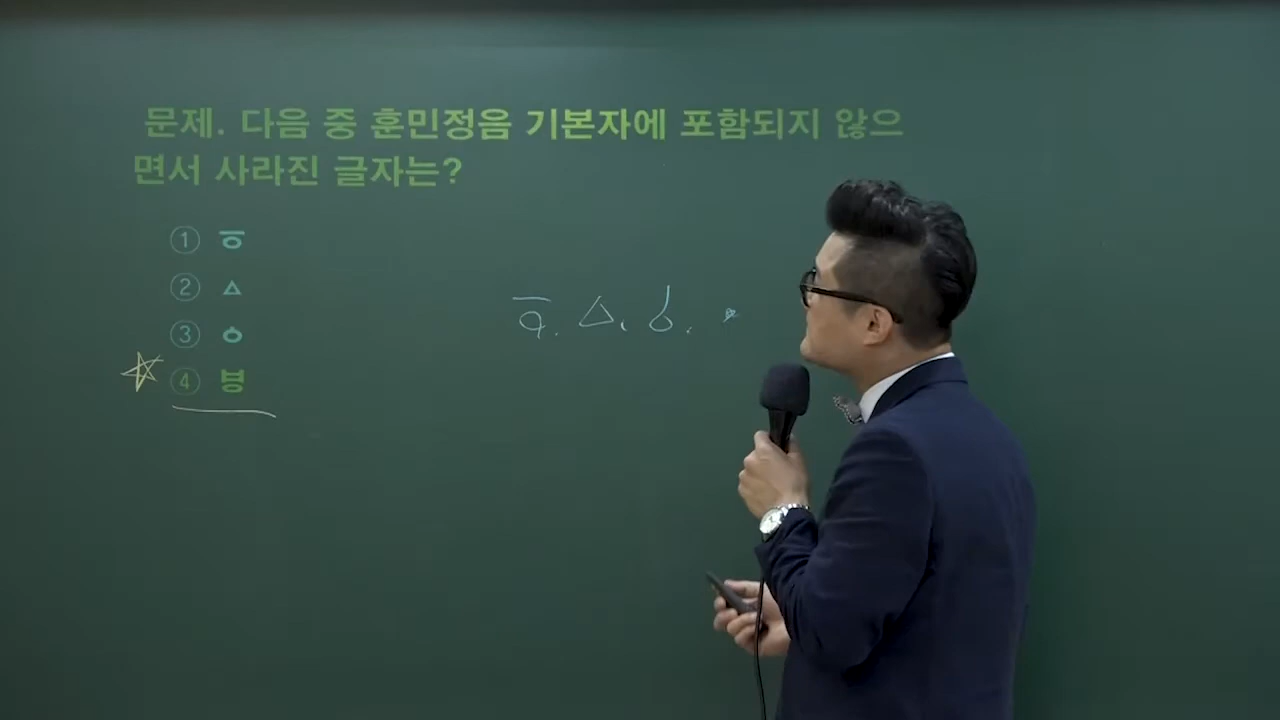 문제. 다음 중 훈민정음 기본자에 포함되지 않으
면서 사라진 글자는?
① ㆆ
② ㅿ
③ ㆁ
④ ㅸ
ㆆ. ㅿ, ㆁ. ㆍ